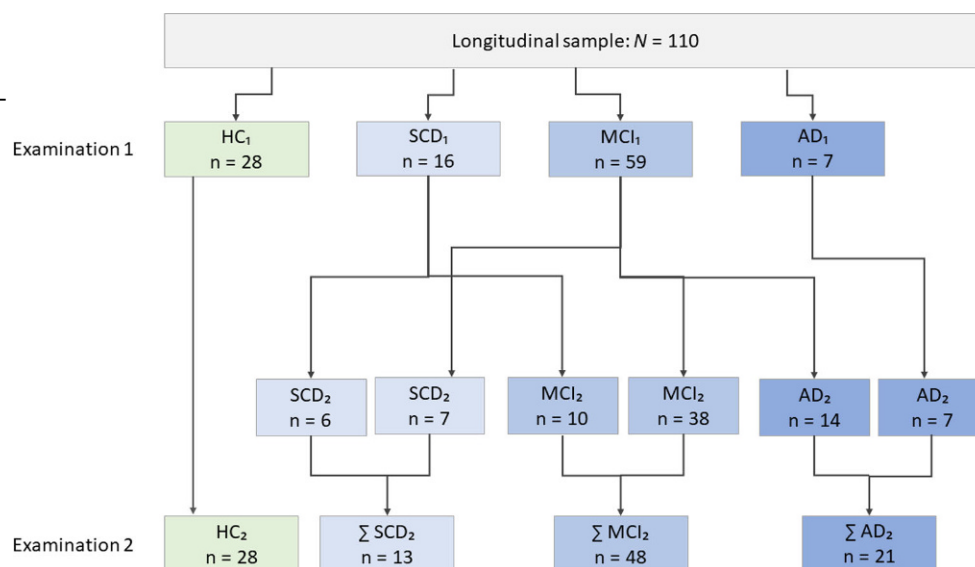 Longitudinal sample: N = 110
Examination 1
HC₁
n = 28
SCD₁
n = 16
MCI₁
n = 59
AD₁
n = 7
SCD₂
n = 6
SCD₂
n = 7
MCI₂
n = 10
MCI₂
n = 38
AD₂
n = 14
AD₂
n = 7
Examination 2
HC₂
n = 28
∑ SCD₂
n = 13
∑ MCI₂
n = 48
∑ AD₂
n = 21